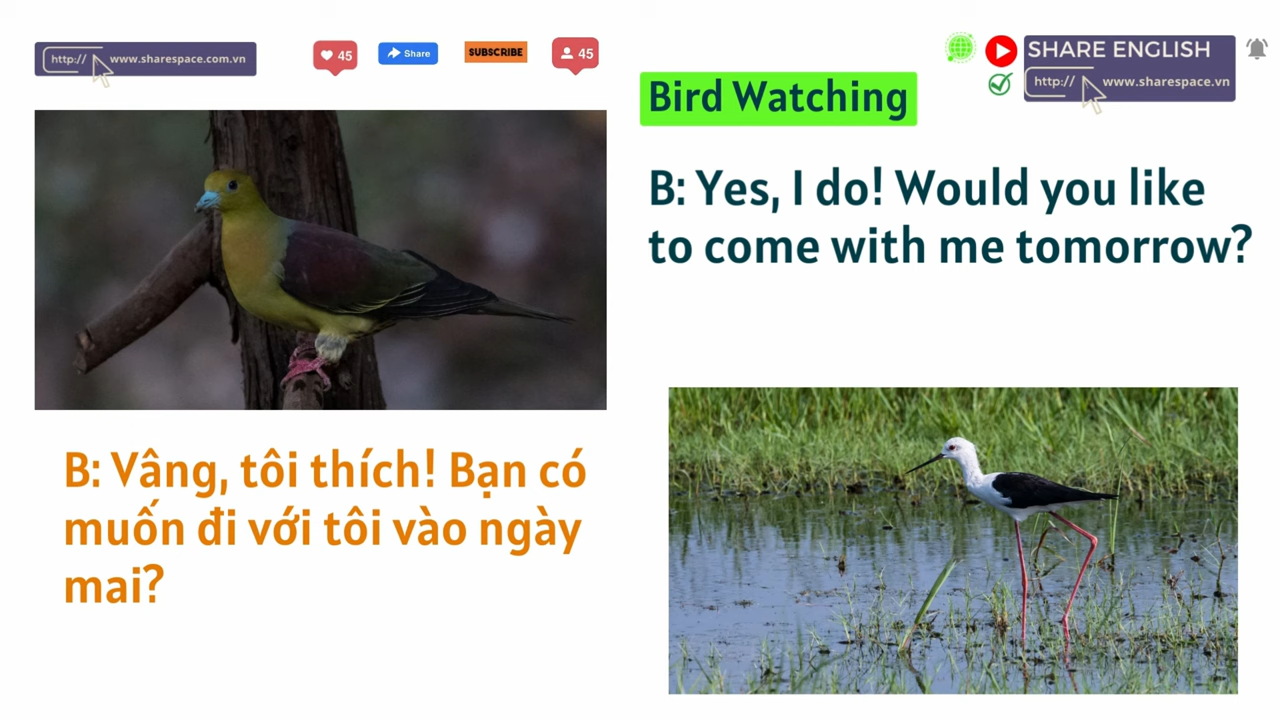 http:// www.sharespace.com.vn
45
Share
SUBSCRIBE
45
SHARE ENGLISH
http:// www.sharespace.vn
Bird Watching
B: Yes, I do! Would you like
to come with me tomorrow?
B: Vâng, tôi thích! Bạn có
muốn đi với tôi vào ngày
mai?